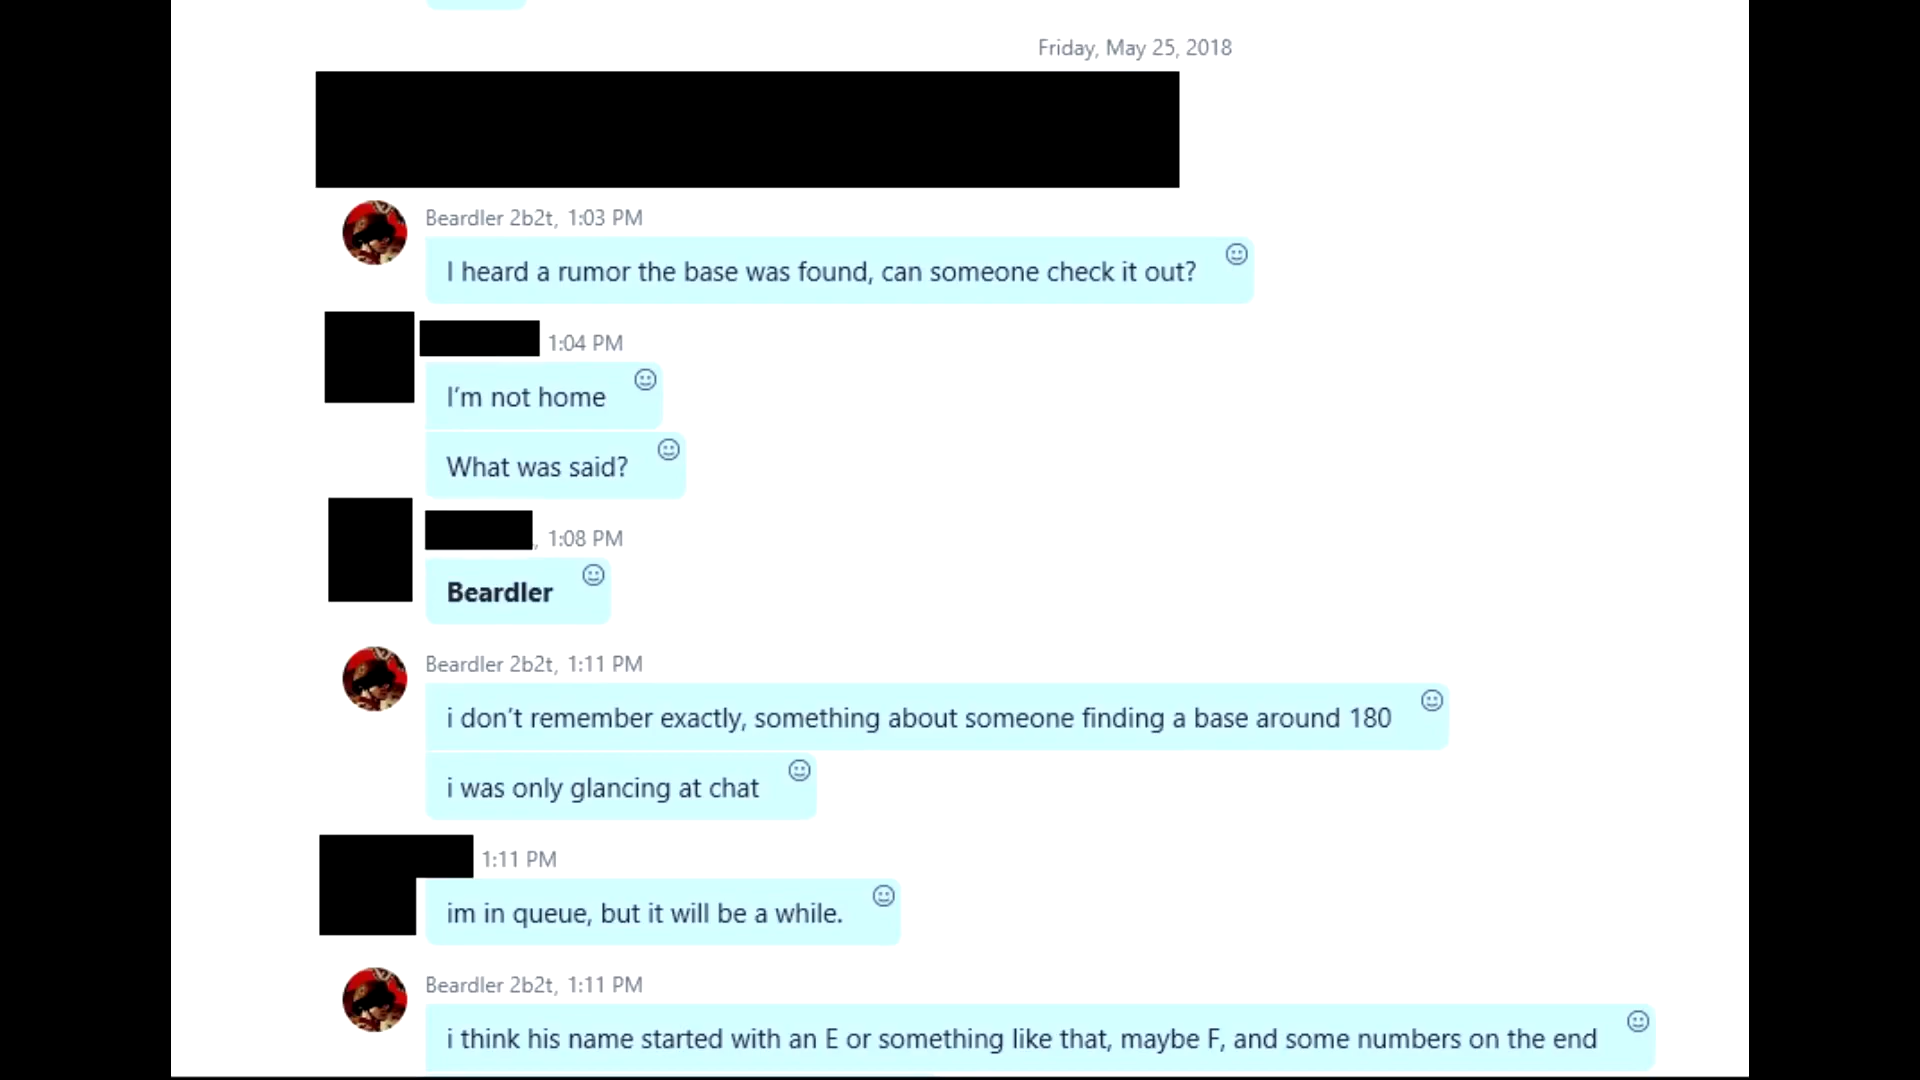 Friday, May 25, 2018
Beardler 2b2t, 1:03 PM
I heard a rumor the base was found, can someone check it out?
1:04 PM
I'm not home
What was said?
, 1:08 PM
Beardler
Beardler 2b2t, 1:11 PM
i don't remember exactly, something about someone finding a base around 180
i was only glancing at chat
1:11 PM
im in queue, but it will be a while.
Beardler 2b2t, 1:11 PM
i think his name started with an E or something like that, maybe F, and some numbers on the end